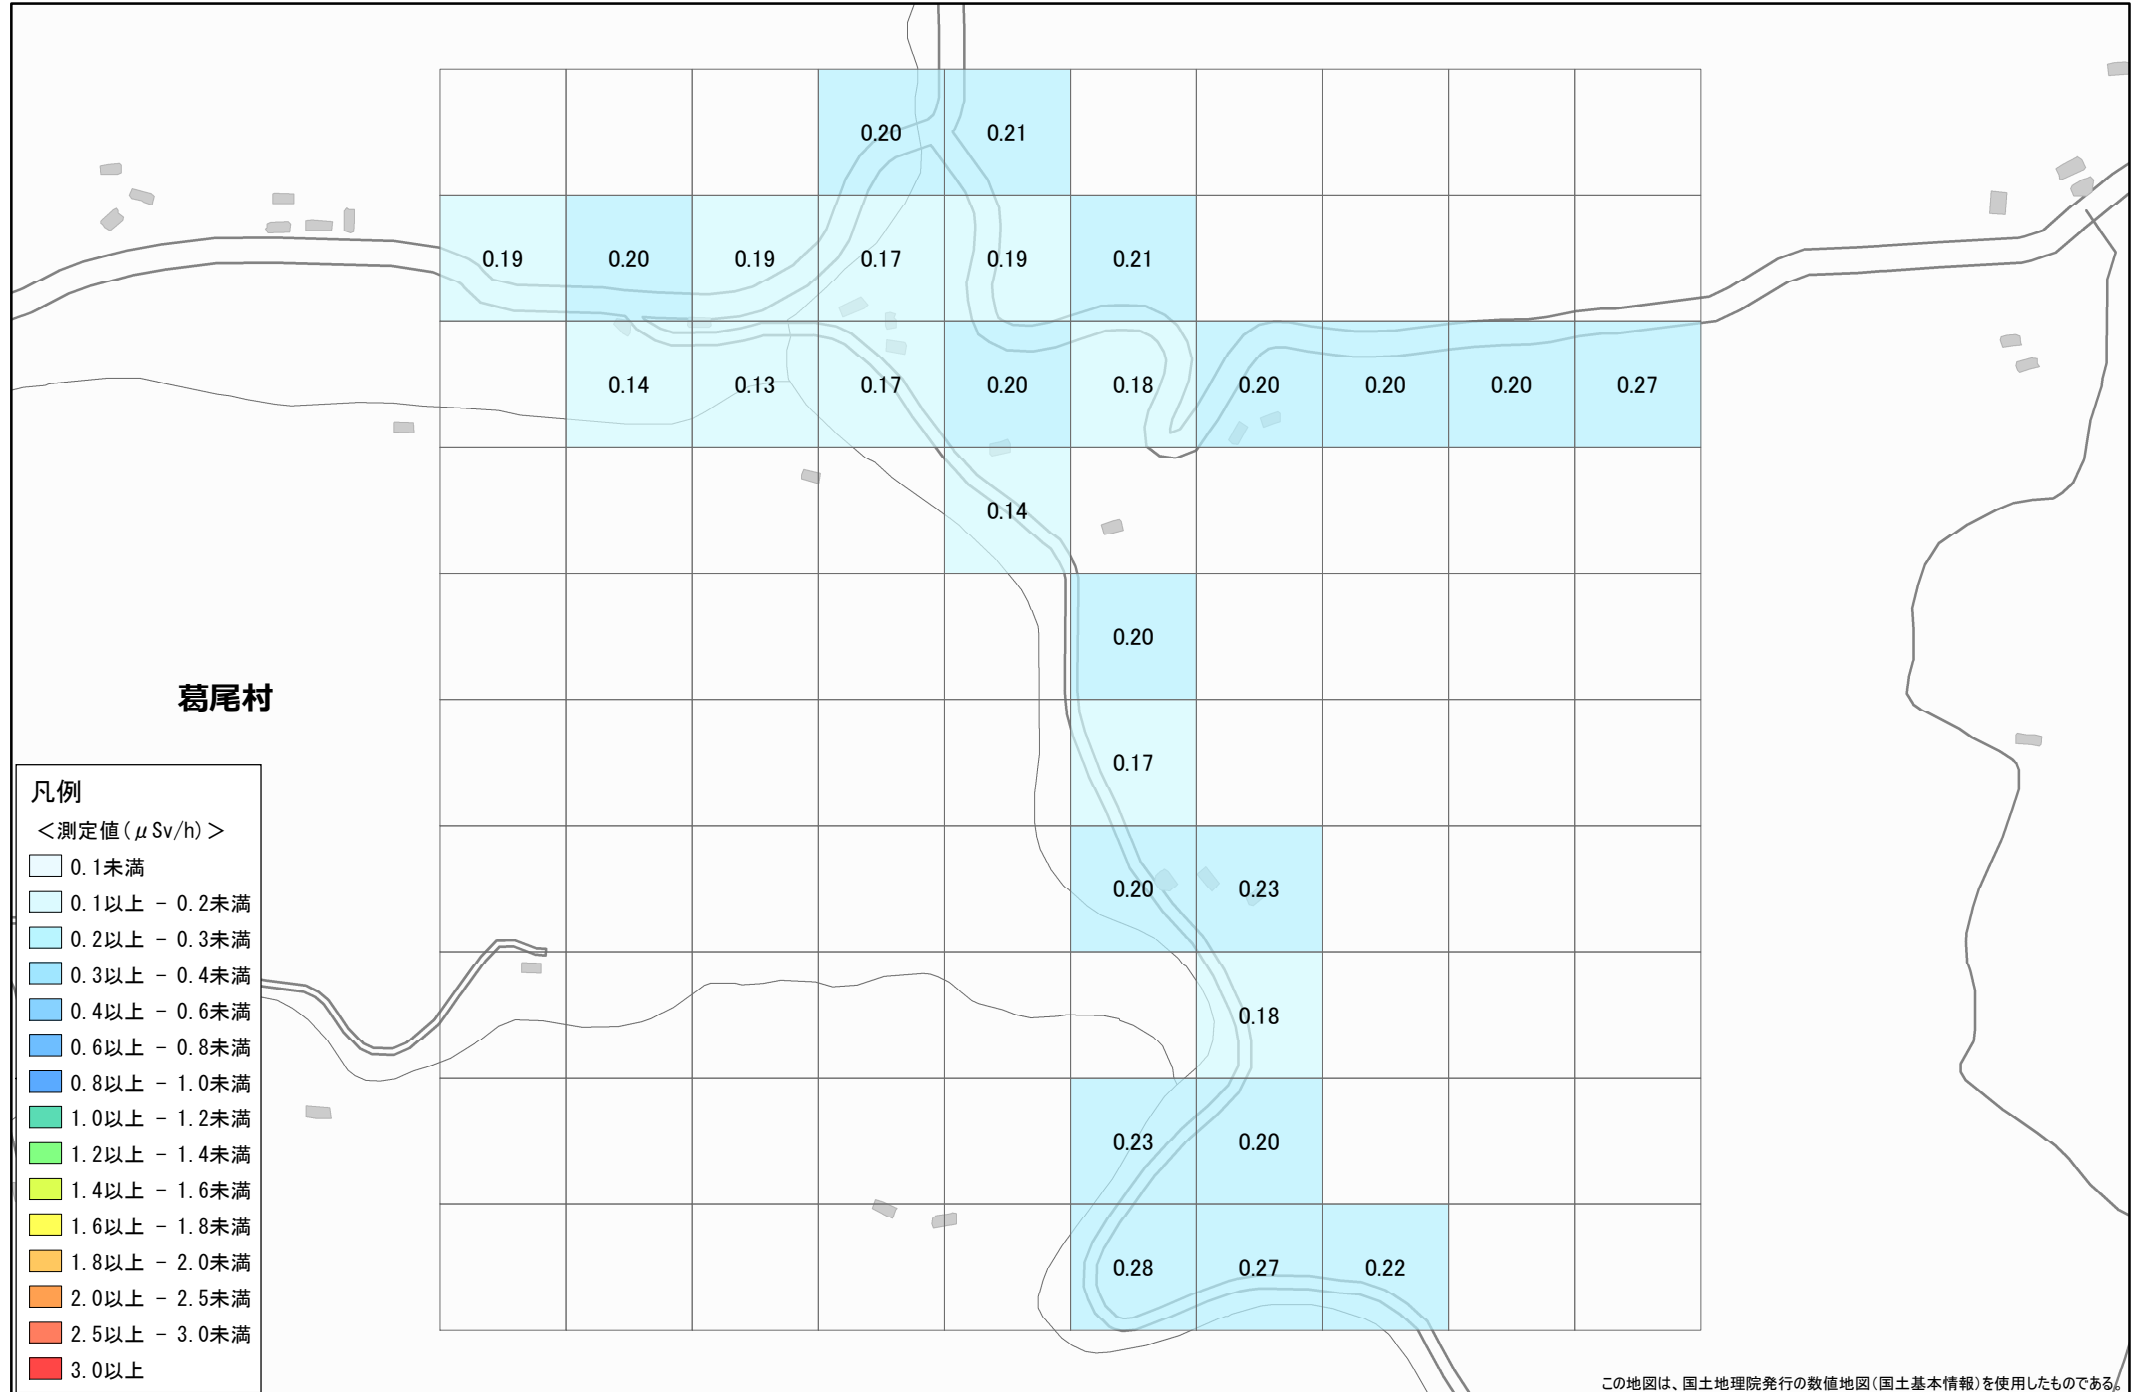 0.20 0.21
0.19 0.20 0.19 0.17 0.19 0.21
0.14 0.13 0.17 0.20 0.18 0.20 0.20 0.20 0.27
0.14
0.20
葛尾村
0.17
0.20 0.23
0.18
0.23 0.20
0.28 0.27 0.22
凡例
＜測定値(μSv/h)＞
0.1未満
0.1以上 - 0.2未満
0.2以上 - 0.3未満
0.3以上 - 0.4未満
0.4以上 - 0.6未満
0.6以上 - 0.8未満
0.8以上 - 1.0未満
1.0以上 - 1.2未満
1.2以上 - 1.4未満
1.4以上 - 1.6未満
1.6以上 - 1.8未満
1.8以上 - 2.0未満
2.0以上 - 2.5未満
2.5以上 - 3.0未満
3.0以上
この地図は、国土地理院発行の数値地図(国土基本情報)を使用したものである。